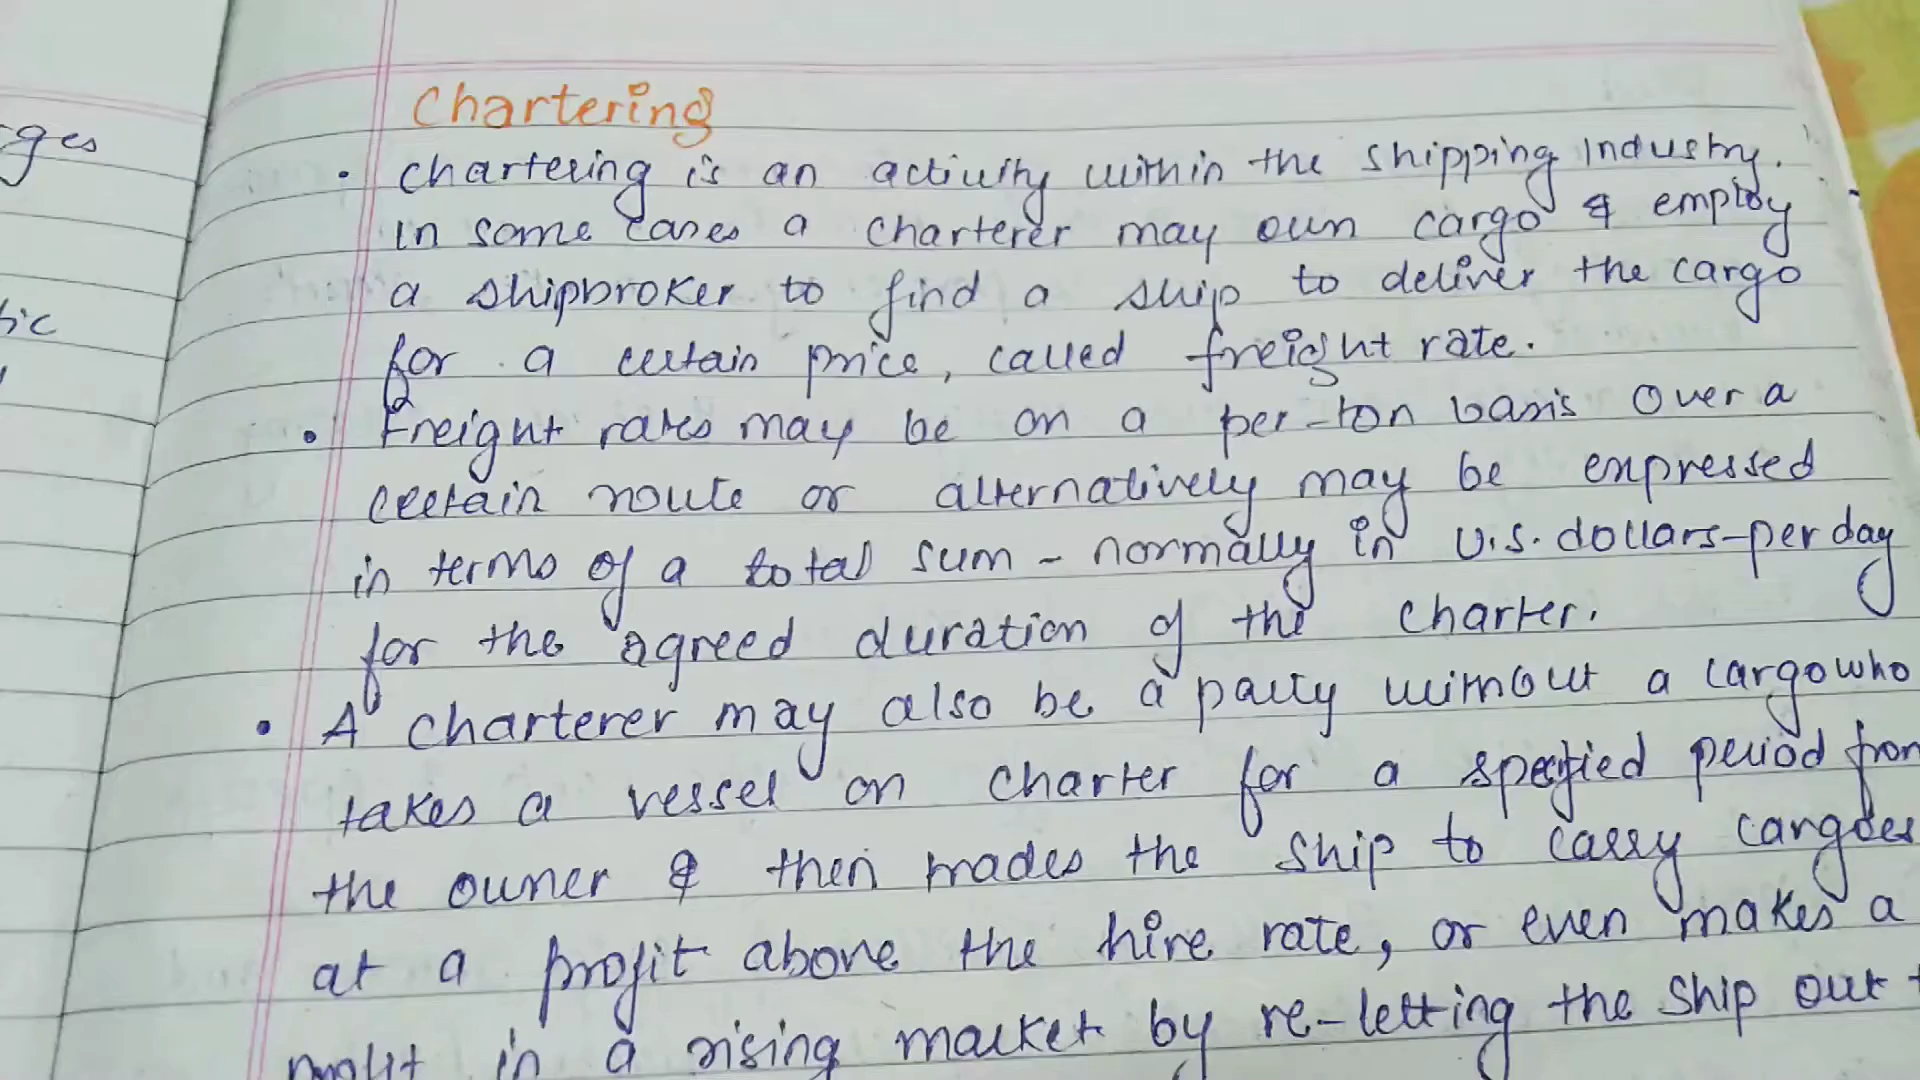 ges
Chartering
• chartering is an activity within the shipping Industry.
in some cases a charterer may own cargo & employ
a shipbroker to find a ship to deliver the cargo
for a certain price, called freight rate.
• Freight rates may be on a per-ton basis over a
certain route or alternatively may be expressed
in terms of a total sum - normally in U.S. dollars-per day
for the agreed duration of the charter.
• A charterer may also be a party without a cargo who
takes a vessel on charter for a specified period from
the owner & then trades the ship to carry cargoes
at a profit above the hire rate, or even makes a
profit in a rising market by re-letting the ship out